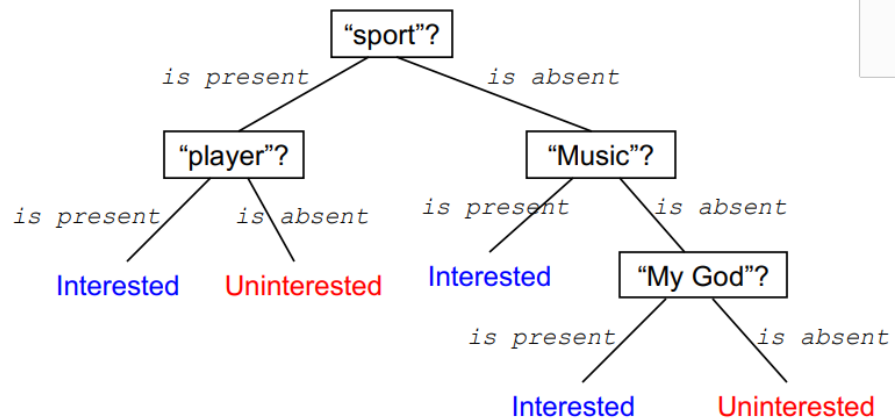 “sport”?
is present
is absent
“player”?
“Music”?
is present
is absent
is present
is absent
Interested
Uninterested
Interested
“My God”?
is present
is absent
Interested
Uninterested